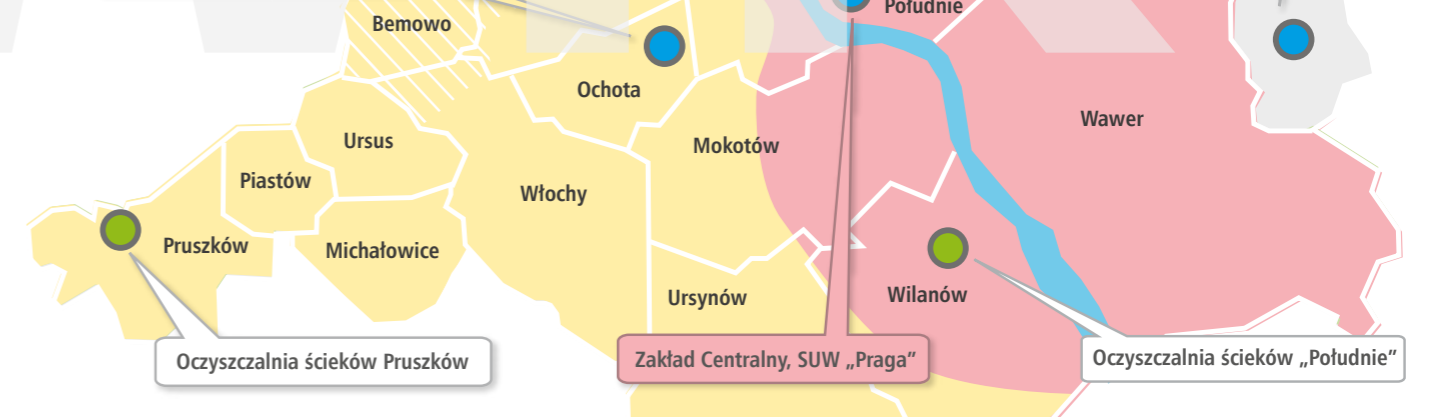 Południe
Bemowo
Ochota
Wawer
Ursus
Mokotów
Piastów
Włochy
Pruszków
Michałowice
Wilanów
Ursynów
Oczyszczalnia ścieków Pruszków
Zakład Centralny, SUW „Praga”
Oczyszczalnia ścieków „Południe”